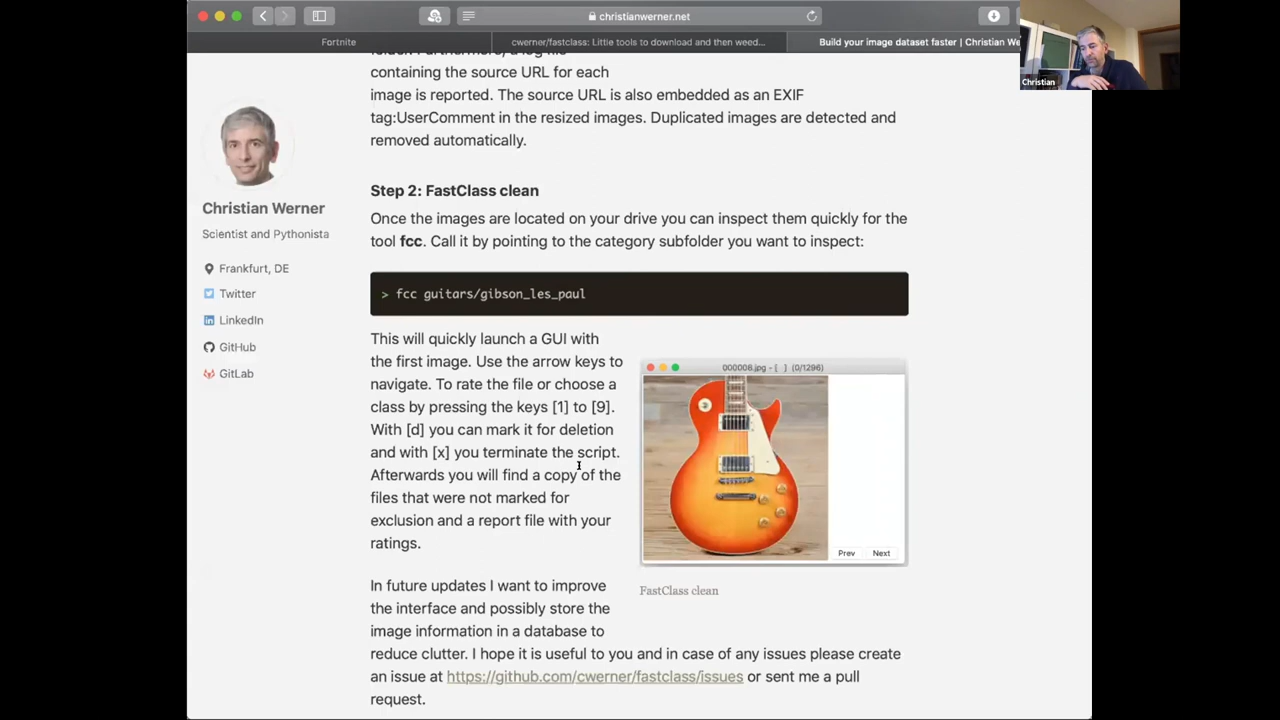 christianwerner.net
Fortnite
cwerner/fastclass: Little tools to download and then weed...
Build your image dataset faster | Christian We
Christian
containing the source URL for each
image is reported. The source URL is also embedded as an EXIF
tag:UserComment in the resized images. Duplicated images are detected and
removed automatically.
Christian Werner
Scientist and Pythonista
Frankfurt, DE
Twitter
LinkedIn
GitHub
GitLab
Step 2: FastClass clean
Once the images are located on your drive you can inspect them quickly for the
tool fcc. Call it by pointing to the category subfolder you want to inspect:
> fcc guitars/gibson_les_paul
This will quickly launch a GUI with
the first image. Use the arrow keys to
navigate. To rate the file or choose a
class by pressing the keys [1] to [9].
With [d] you can mark it for deletion
and with [x] you terminate the script.
Afterwards you will find a copy of the
files that were not marked for
exclusion and a report file with your
ratings.
000006.jpg - [ ] (0/1296)
Prev Next
FastClass clean
In future updates I want to improve
the interface and possibly store the
image information in a database to
reduce clutter. I hope it is useful to you and in case of any issues please create
an issue at https://github.com/cwerner/fastclass/issues or sent me a pull
request.